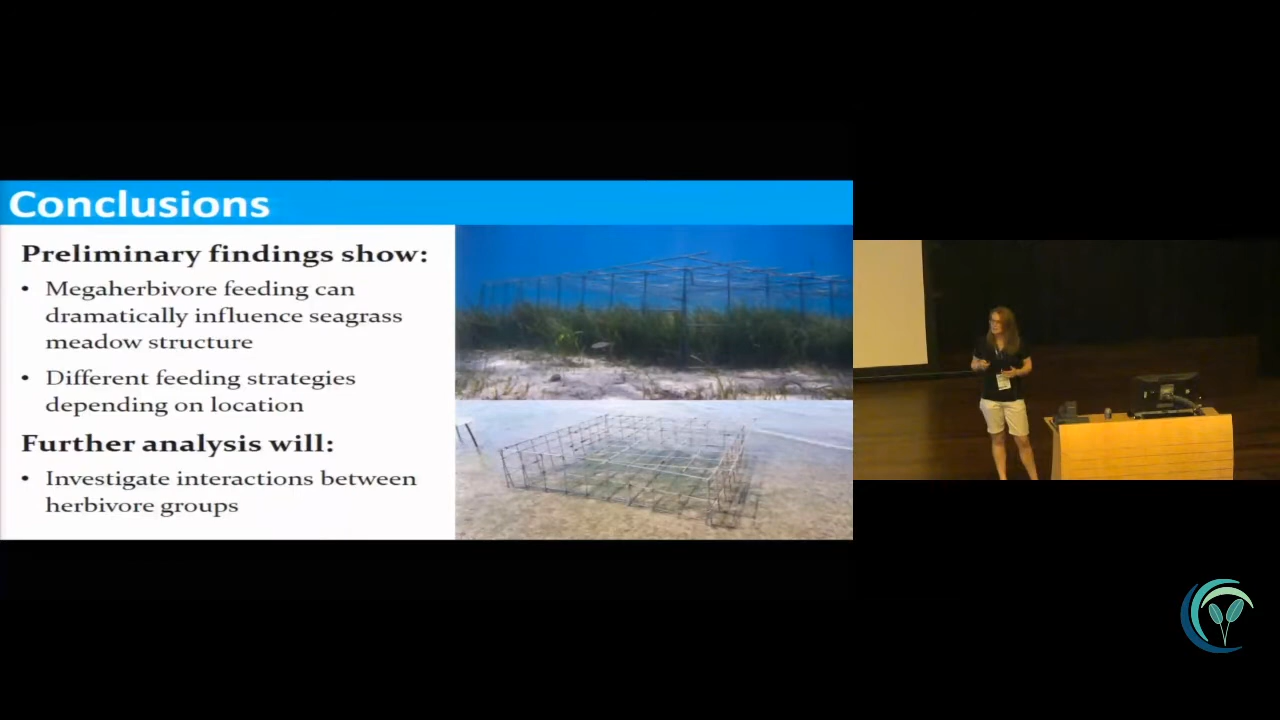 Conclusions
Preliminary findings show:
• Megaherbivore feeding can
dramatically influence seagrass
meadow structure
• Different feeding strategies
depending on location
Further analysis will:
• Investigate interactions between
herbivore groups